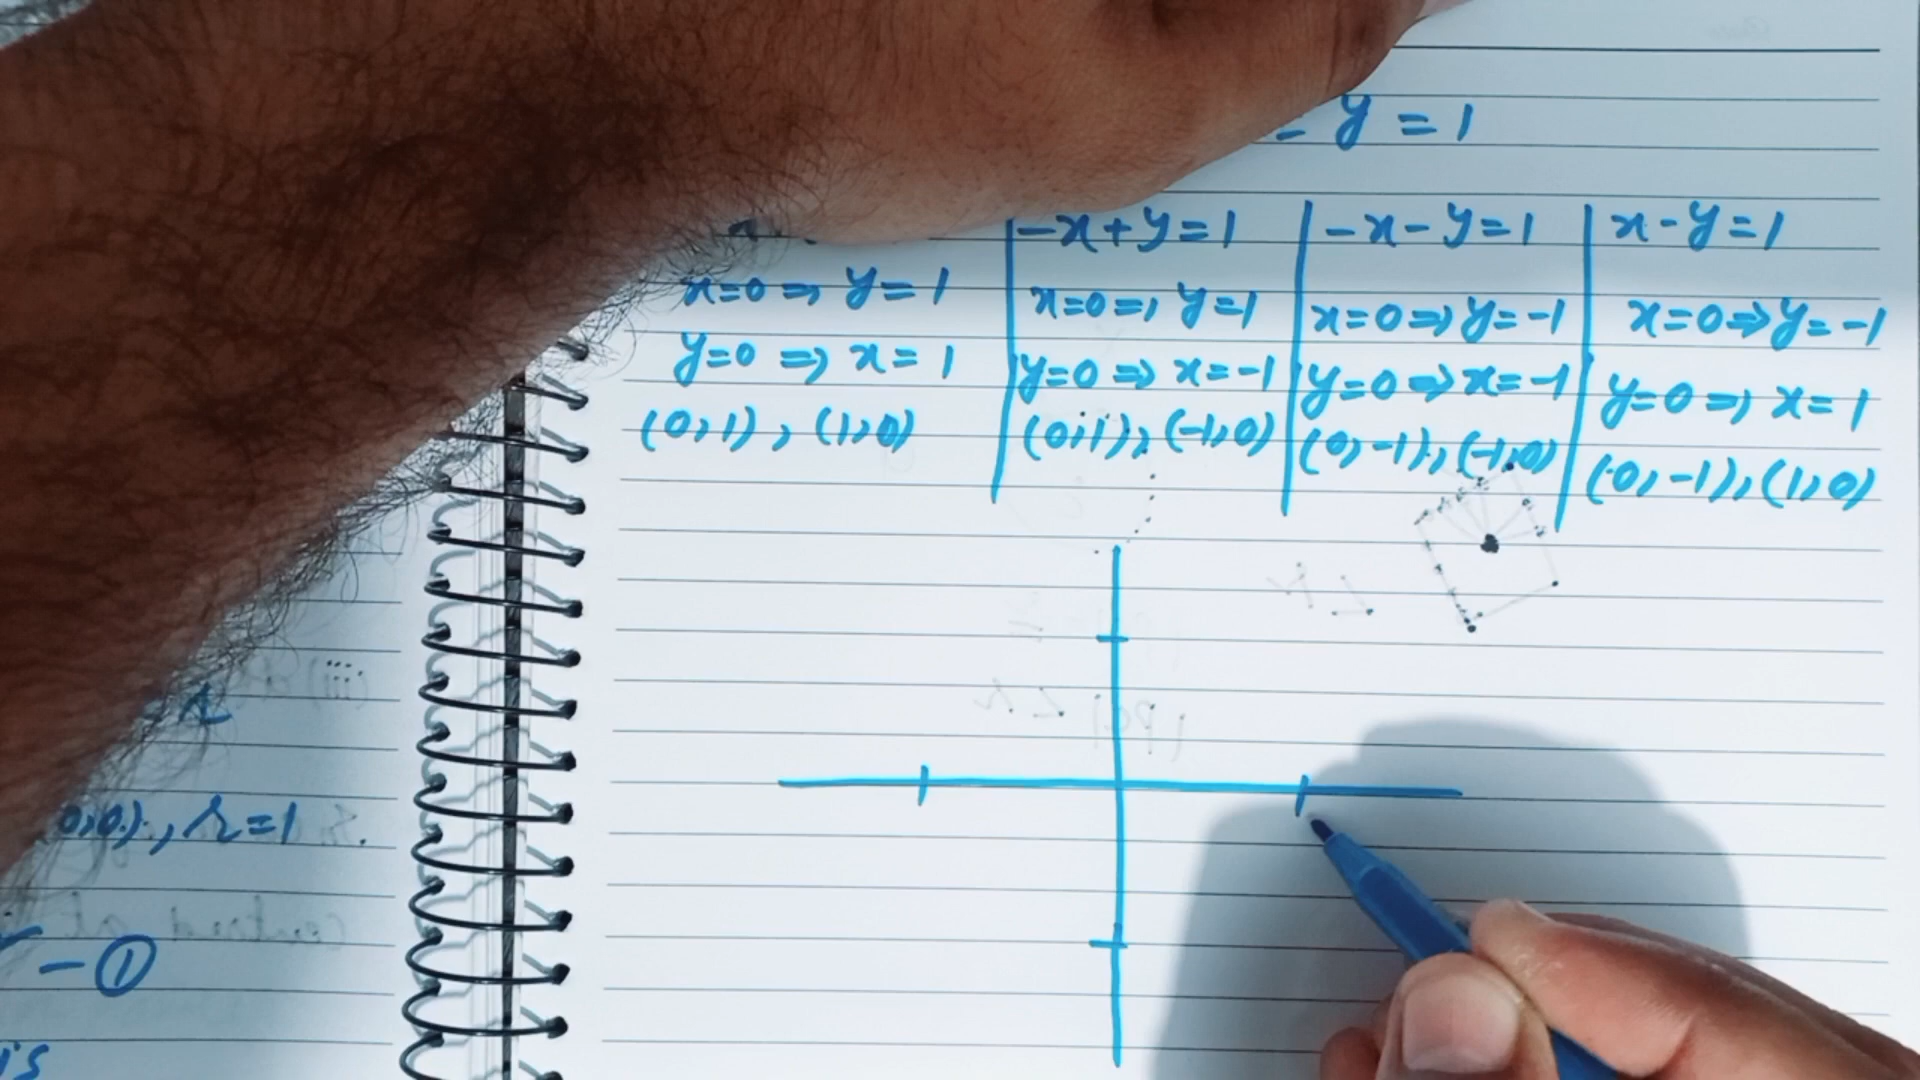 - y = 1
-x+y=1 | -x-y=1 | x-y=1
x=0 => y=1 | x=0 => y=1 | x=0 => y=-1 | x=0 => y=-1
y=0 => x=1 | y=0 => x=-1 | y=0 => x=-1 | y=0 => x=1
(0,1), (1,0) | (0,1), (-1,0) | (0,-1), (-1,0) | (0,-1), (1,0)
r
0,0), r=1
- ①
is